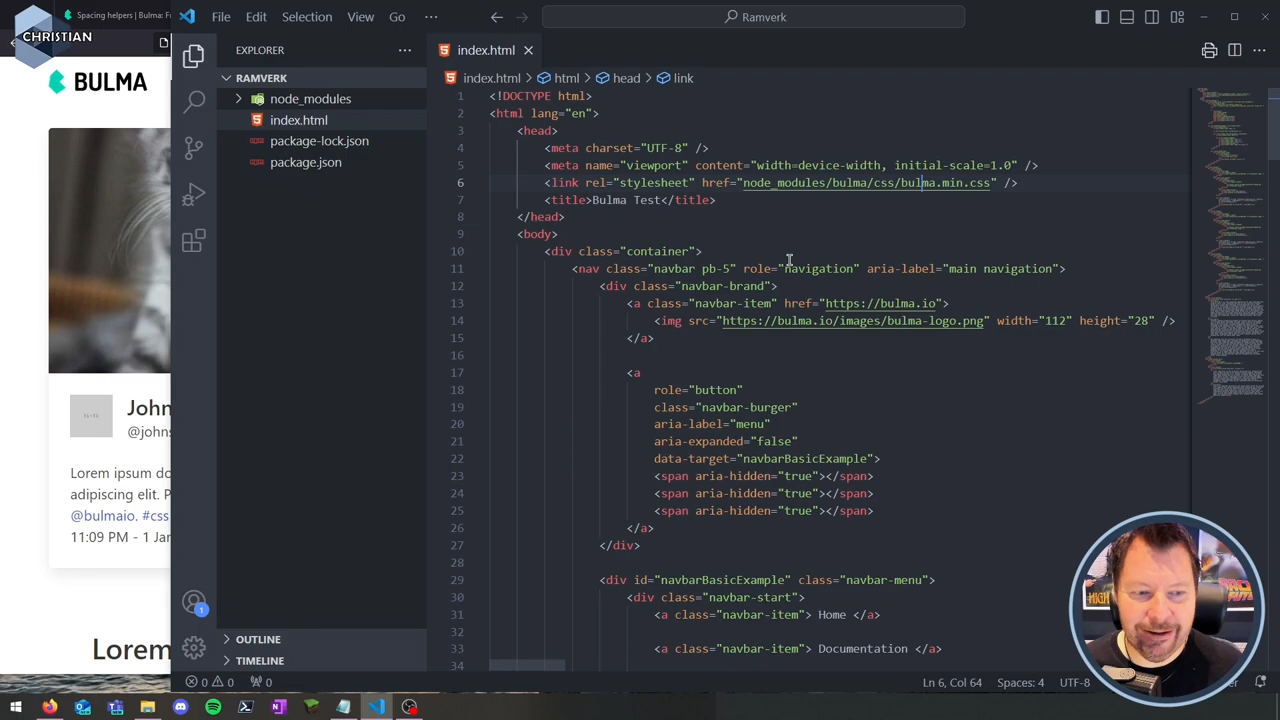 Spacing helpers | Bulma: Fr
CHRISTIAN
BULMA
John
@johns
Lorem ipsum do
adipiscing elit. P
@bulmaio. #css
11:09 PM - 1 Jan
Lorem
File Edit Selection View Go
Ramverk
EXPLORER
RAMVERK
node_modules
index.html
package-lock.json
package.json
OUTLINE
TIMELINE
index.html
index.html > html > head > link
1 <!DOCTYPE html>
2 <html lang="en">
3 <head>
4 <meta charset="UTF-8" />
5 <meta name="viewport" content="width=device-width, initial-scale=1.0" />
6 <link rel="stylesheet" href="node_modules/bulma/css/bulma.min.css" />
7 <title>Bulma Test</title>
8 </head>
9 <body>
10 <div class="container">
11 <nav class="navbar pb-5" role="navigation" aria-label="main navigation">
12 <div class="navbar-brand">
13 <a class="navbar-item" href="https://bulma.io">
14 <img src="https://bulma.io/images/bulma-logo.png" width="112" height="28" />
15 </a>
16
17 <a
18 role="button"
19 class="navbar-burger"
20 aria-label="menu"
21 aria-expanded="false"
22 data-target="navbarBasicExample">
23 <span aria-hidden="true"></span>
24 <span aria-hidden="true"></span>
25 <span aria-hidden="true"></span>
26 </a>
27 </div>
28
29 <div id="navbarBasicExample" class="navbar-menu">
30 <div class="navbar-start">
31 <a class="navbar-item"> Home </a>
32
33 <a class="navbar-item"> Documentation </a>
34
1
0 0 0
Ln 6, Col 64 Spaces: 4 UTF-8